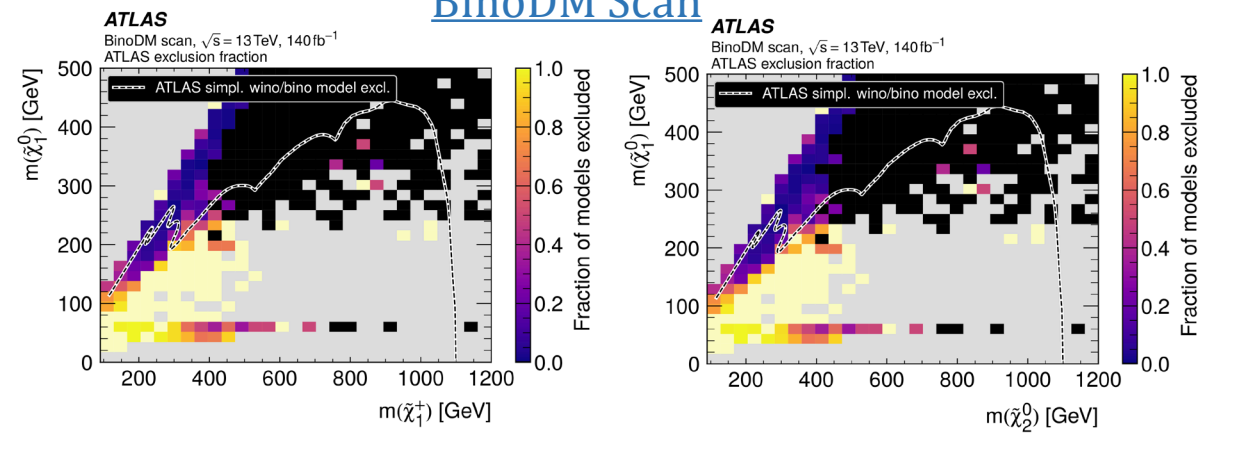 BinoDM Scan
ATLAS
BinoDM scan, √s = 13 TeV, 140 fb⁻¹
ATLAS exclusion fraction
ATLAS simpl. wino/bino model excl.
500
400
300
200
100
0
m(χ̃⁰₁) [GeV]
200 400 600 800 1000 1200
m(χ̃⁺₁) [GeV]
1.0
0.8
0.6
0.4
0.2
0.0
Fraction of models excluded
ATLAS
BinoDM scan, √s = 13 TeV, 140 fb⁻¹
ATLAS exclusion fraction
ATLAS simpl. wino/bino model excl.
500
400
300
200
100
0
m(χ̃⁰₁) [GeV]
200 400 600 800 1000 1200
m(χ̃⁰₂) [GeV]
1.0
0.8
0.6
0.4
0.2
0.0
Fraction of models excluded